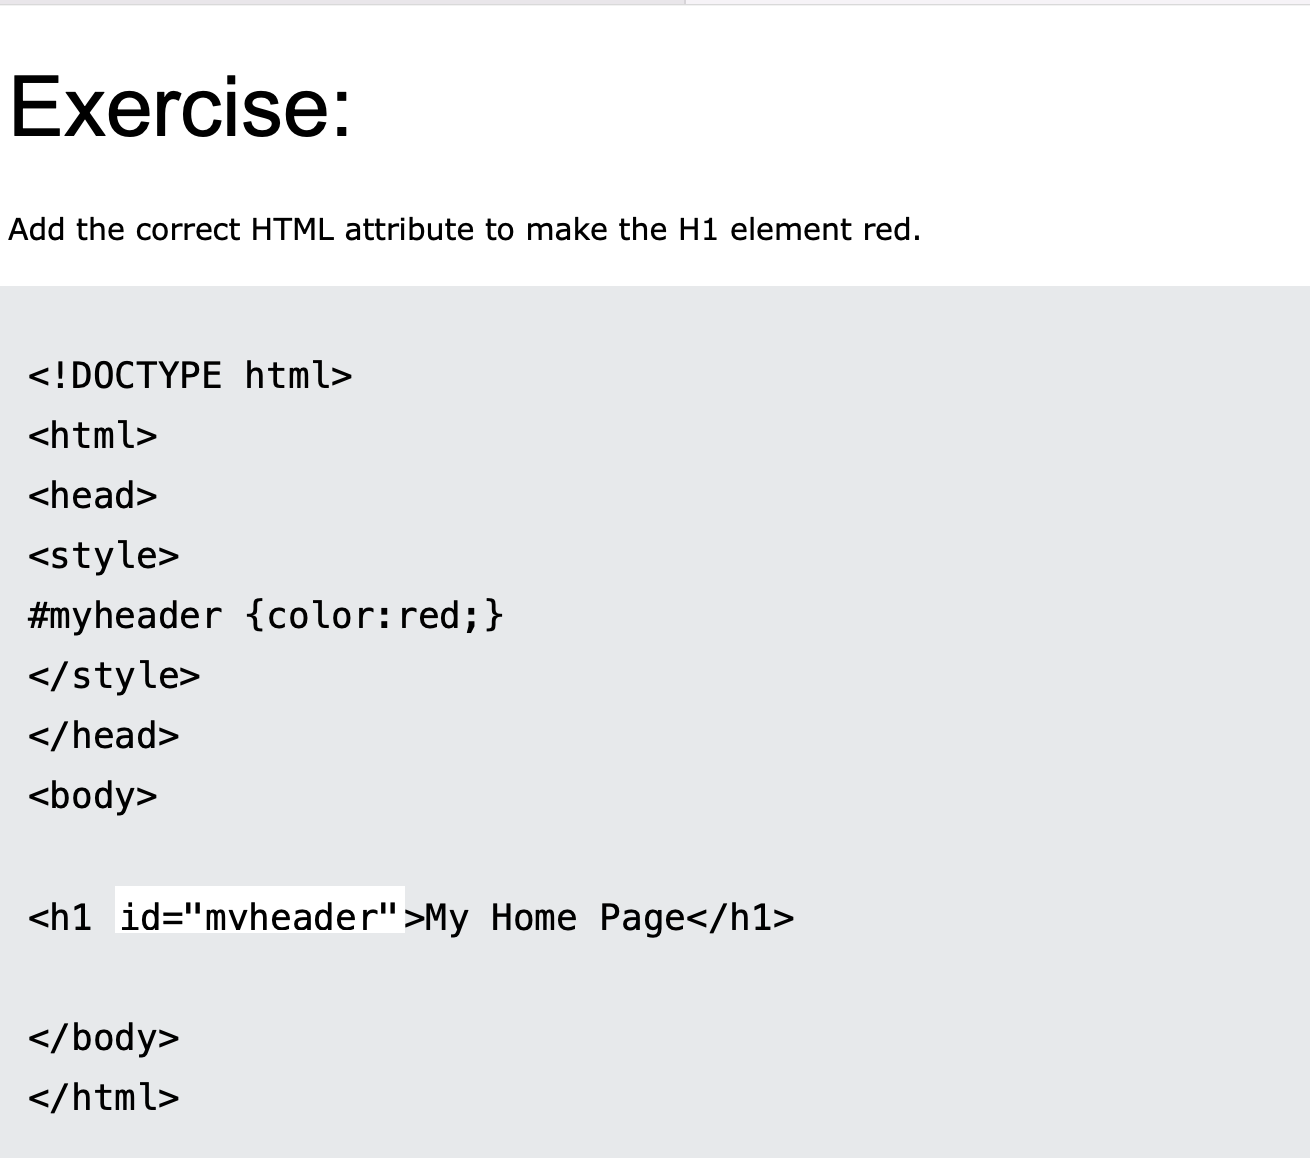 Exercise:
Add the correct HTML attribute to make the H1 element red.
<!DOCTYPE html>
<html>
<head>
<style>
#myheader {color:red;}
</style>
</head>
<body>
<h1 id="myheader">My Home Page</h1>
</body>
</html>